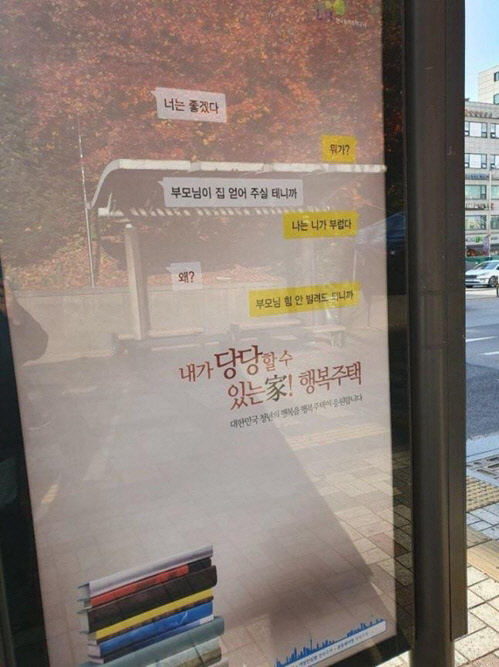 너는 좋겠다
뭐가?
부모님이 집 얻어 주실 테니까
나는 니가 부럽다
왜?
부모님 힘 안 빌려도 되니까
내가 당당할 수
있는家! 행복주택
대한민국 청년의 행복을 행복주택이 응원합니다